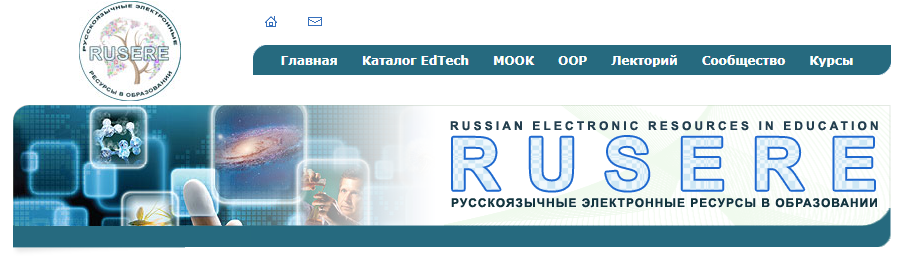 РУССКОЯЗЫЧНЫЕ ЭЛЕКТРОННЫЕ
RUSERE
РЕСУРСЫ В ОБРАЗОВАНИИ
Главная Каталог EdTech МООК ООР Лекторий Сообщество Курсы
RUSSIAN ELECTRONIC RESOURCES IN EDUCATION
RUSERE
РУССКОЯЗЫЧНЫЕ ЭЛЕКТРОННЫЕ РЕСУРСЫ В ОБРАЗОВАНИИ